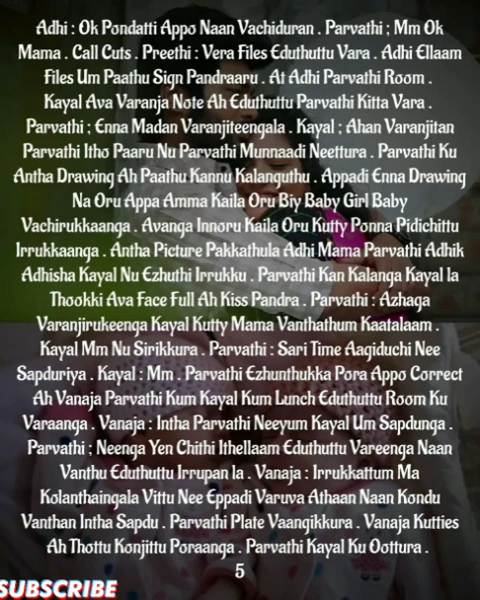 Adhi : Ok Pondatti Appo Naan Vachiduran . Parvathi ; Mm Ok
Mama . Call Cuts . Preethi : Vera Files Eduthuttu Vara . Adhi Ellaam
Files Um Paathu Sign Pandraaru . At Adhi Parvathi Room .
Kayal Ava Varanja Note Ah Eduthuttu Parvathi Kitta Vara .
Parvathi ; Enna Madan Varanjiteengala . Kayal ; Ahan Varanjitan
Parvathi Itho Paaru Nu Parvathi Munnaadi Neettura . Parvathi Ku
Antha Drawing Ah Paathu Kannu Kalanguthu . Appadi Enna Drawing
Na Oru Appa Amma Kaila Oru Biy Baby Girl Baby
Vachirukkaanga . Avanga Innoru Kaila Oru Kutty Ponna Pidichittu
Irrukkaanga . Antha Picture Pakkathula Adhi Mama Parvathi Adhik
Adhisha Kayal Nu Ezhuthi Irrukku . Parvathi Kan Kalanga Kayal la
Thookki Ava Face Full Ah Kiss Pandra . Parvathi : Azhaga
Varanjirukeenga Kayal Kutty Mama Vanthathum Kaatalaam .
Kayal Mm Nu Sirikkura . Parvathi : Sari Time Aagiduchi Nee
Sapduriya . Kayal : Mm . Parvathi Ezhunthukka Pora Appo Correct
Ah Vanaja Parvathi Kum Kayal Kum Lunch Eduthuttu Room Ku
Varaanga . Vanaja : Intha Parvathi Neeyum Kayal Um Sapdunga .
Parvathi ; Neenga Yen Chithi Ithellaam Eduthuttu Vareenga Naan
Vanthu Eduthuttu Irrupan la . Vanaja : Irrukkattum Ma
Kolanthaingala Vittu Nee Eppadi Varuva Athaan Naan Kondu
Vanthan Intha Sapdu . Parvathi Plate Vaangikkura . Vanaja Kutties
Ah Thottu Konjittu Poraanga . Parvathi Kayal Ku Oottura .
5
SUBSCRIBE